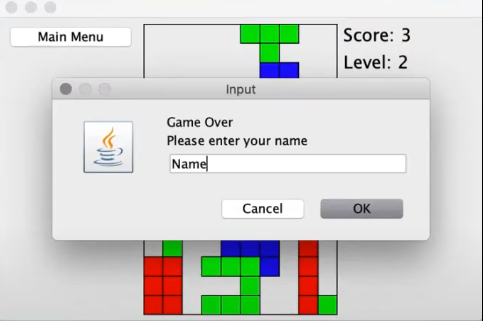 Main Menu
Score: 3
Level: 2
Input
Game Over
Please enter your name
Name
Cancel
OK